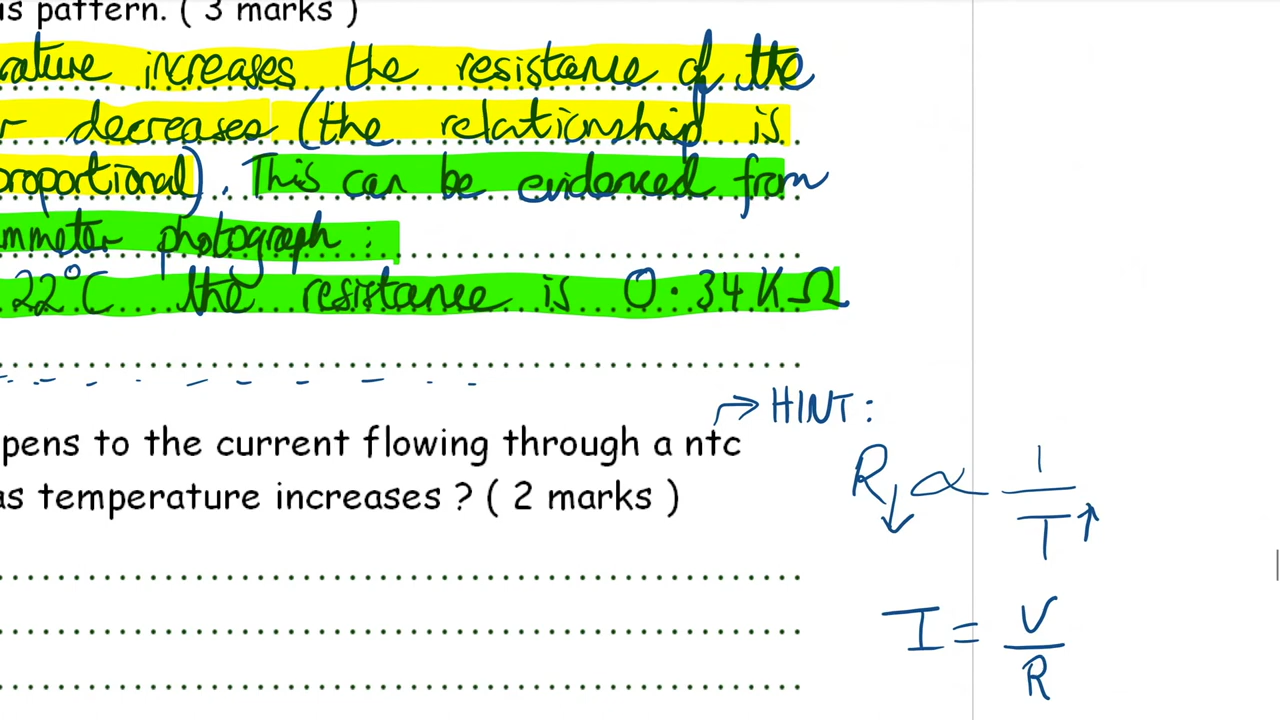 s pattern. ( 3 marks )
rature increases the resistance of the
r decreases (the relationship is
proportional). This can be evidenced from
mmeter photograph :
22°C the resistance is 0.34KΩ
→ HINT :
pens to the current flowing through a ntc
as temperature increases ? ( 2 marks )
R↓ ∝ 1/T↑
I = V/R